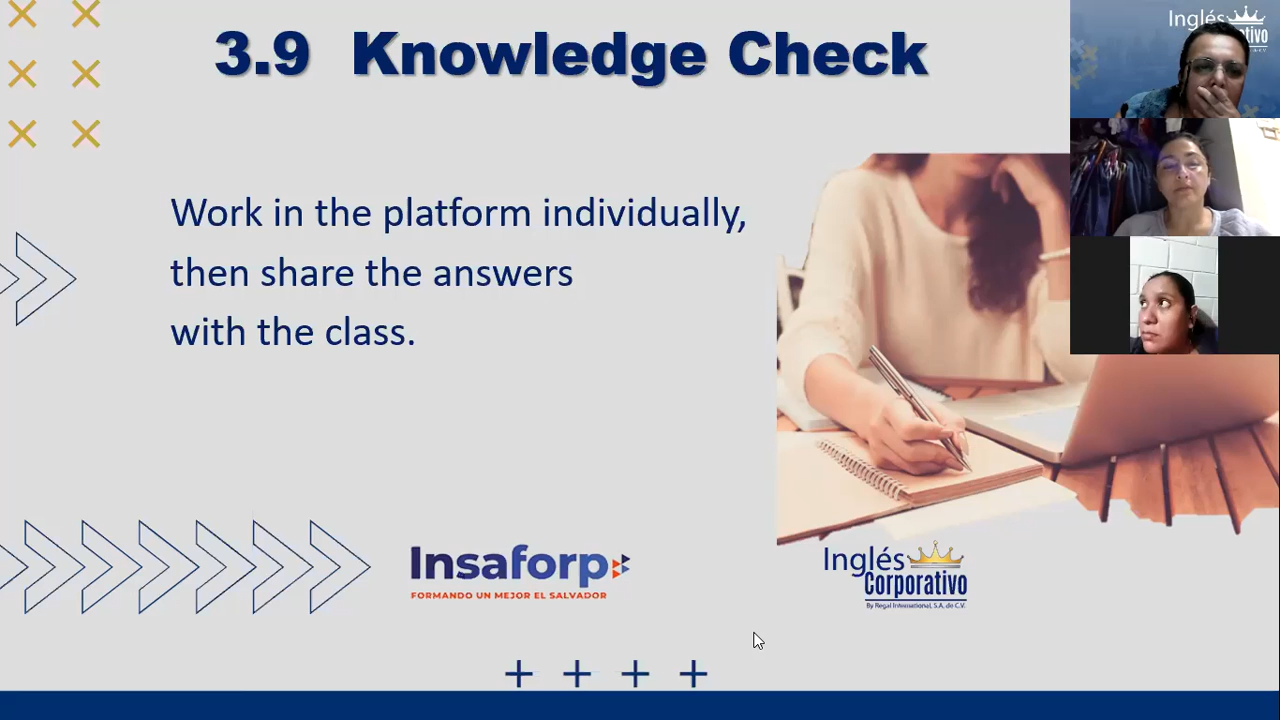 3.9 Knowledge Check
Work in the platform individually,
then share the answers
with the class.
Insaforp
FORMANDO UN MEJOR EL SALVADOR
Inglés
Corporativo
By Regal International, S.A. de C.V.
Inglés